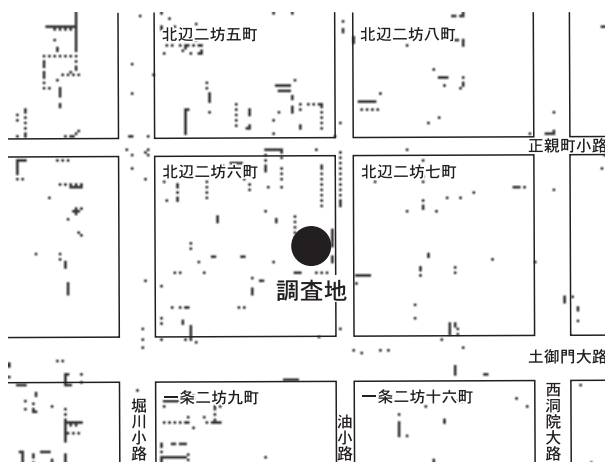 北辺二坊五町
北辺二坊八町
正親町小路
北辺二坊六町
北辺二坊七町
調査地
土御門大路
一条二坊九町
一条二坊十六町
堀川小路
油小路
西洞院大路